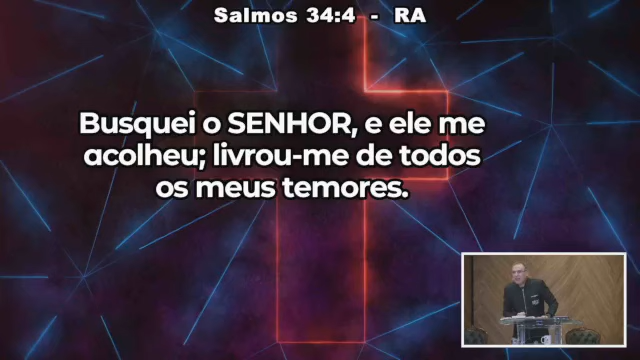 Salmos 34:4 - RA
Busquei o SENHOR, e ele me
acolheu; livrou-me de todos
os meus temores.